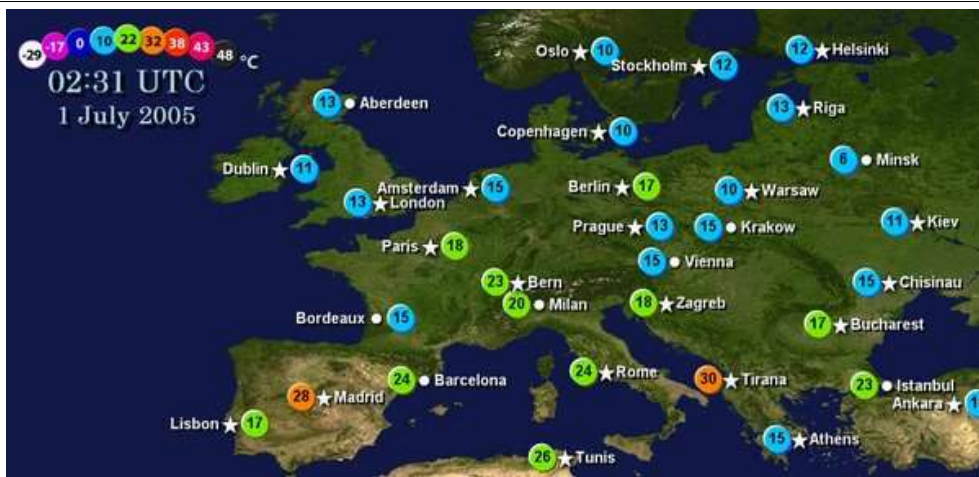 -29 -17 0 10 22 32 38 43 48 °C
02:31 UTC
1 July 2005
Oslo 10
12 Helsinki
Stockholm 12
13 Aberdeen
13 Riga
Copenhagen 10
6 Minsk
Dublin 11
Amsterdam 15
Berlin 17
10 Warsaw
13 London
11 Kiev
Prague 13
15 Krakow
Paris 18
15 Vienna
23 Bern
15 Chisinau
20 Milan
18 Zagreb
Bordeaux 15
17 Bucharest
24 Rome
30 Tirana
24 Barcelona
23 Istanbul
28 Madrid
Ankara
Lisbon 17
15 Athens
26 Tunis